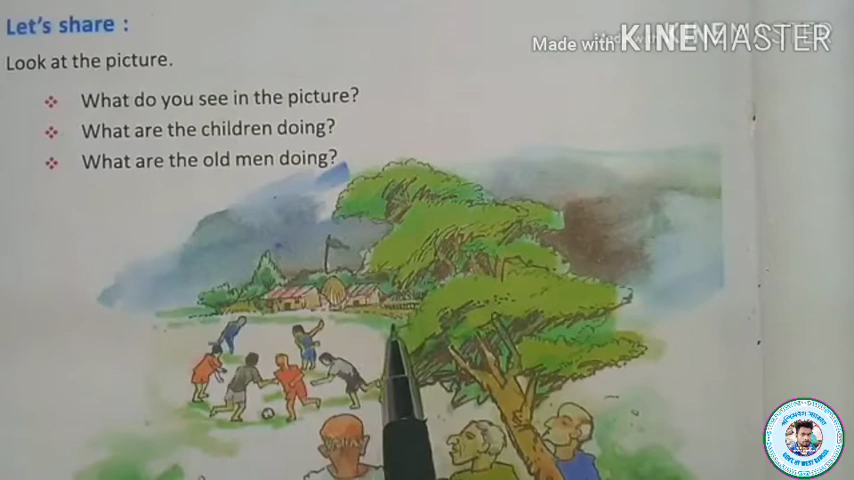 Let's share :
Look at the picture.
❖ What do you see in the picture?
❖ What are the children doing?
❖ What are the old men doing?
Made with KINEMASTER